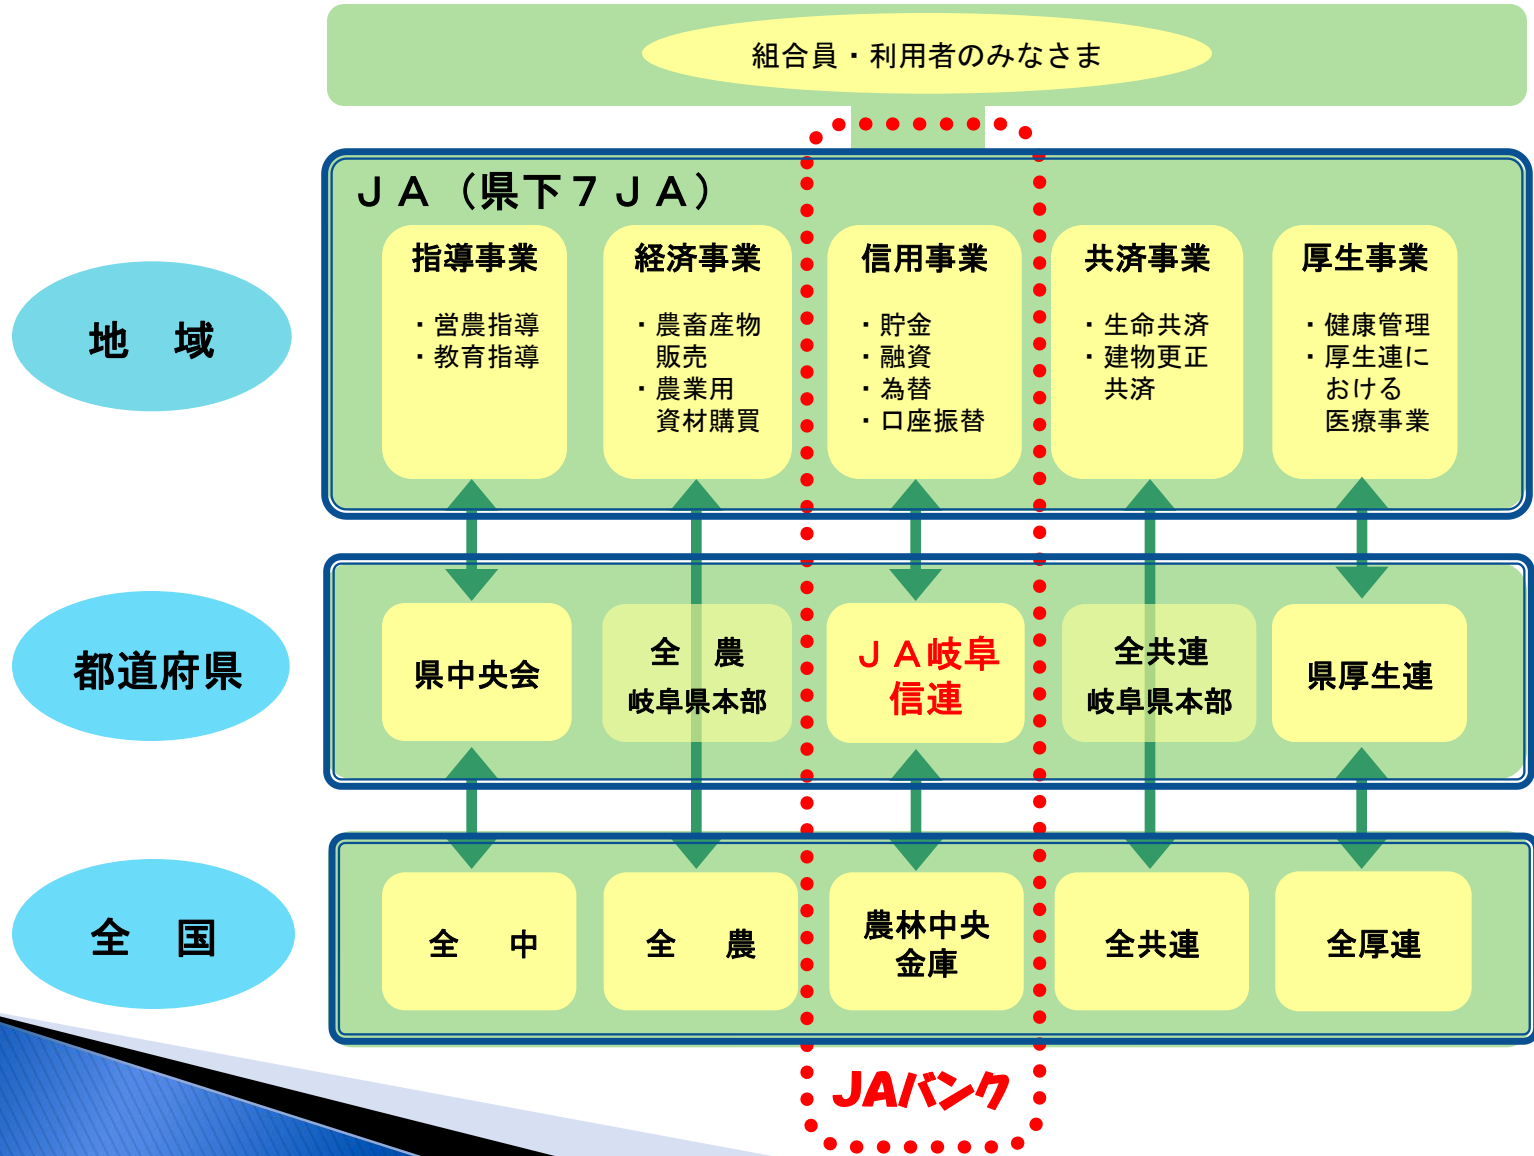 組合員・利用者のみなさま
ＪＡ（県下７ＪＡ）
地　域
指導事業
・営農指導
・教育指導
経済事業
・農畜産物
販売
・農業用
資材購買
信用事業
・貯金
・融資
・為替
・口座振替
共済事業
・生命共済
・建物更正
共済
厚生事業
・健康管理
・厚生連に
おける
医療事業
都道府県
県中央会
全　農
岐阜県本部
ＪＡ岐阜
信連
全共連
岐阜県本部
県厚生連
全　国
全　中
全　農
農林中央
金庫
全共連
全厚連
JAバンク